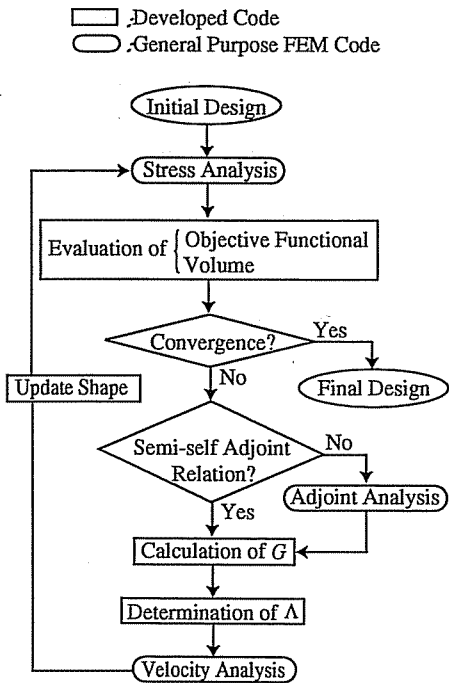 ;Developed Code
;General Purpose FEM Code
Initial Design
Stress Analysis
Evaluation of { Objective Functional
Volume
Convergence?
Yes
No
Update Shape
Final Design
Semi-self Adjoint
Relation?
No
Adjoint Analysis
Yes
Calculation of G
Determination of Λ
Velocity Analysis